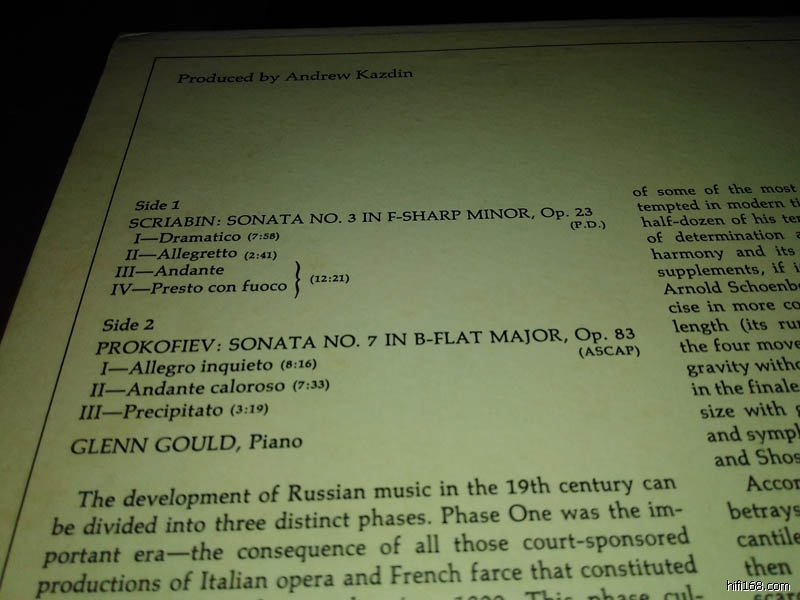 Produced by Andrew Kazdin
Side 1
SCRIABIN: SONATA NO. 3 IN F-SHARP MINOR, Op. 23
(P.D.)
I—Dramatico (7:58)
II—Allegretto (2:41)
III—Andante
IV—Presto con fuoco
(12:21)
Side 2
PROKOFIEV: SONATA NO. 7 IN B-FLAT MAJOR, Op. 83
(ASCAP)
I—Allegro inquieto (8:16)
II—Andante caloroso (7:33)
III—Precipitato (3:19)
GLENN GOULD, Piano
The development of Russian music in the 19th century can
be divided into three distinct phases. Phase One was the im-
portant era—the consequence of all those court-sponsored
productions of Italian opera and French farce that constituted
This phase cul-
of some of the most
tempted in modern
half-dozen of his
of determination
harmony and its
supplements, if
Arnold
cise in more
length (its
the four
gravity
in the finale
size with
and
and
betrays
then
hifi168.com